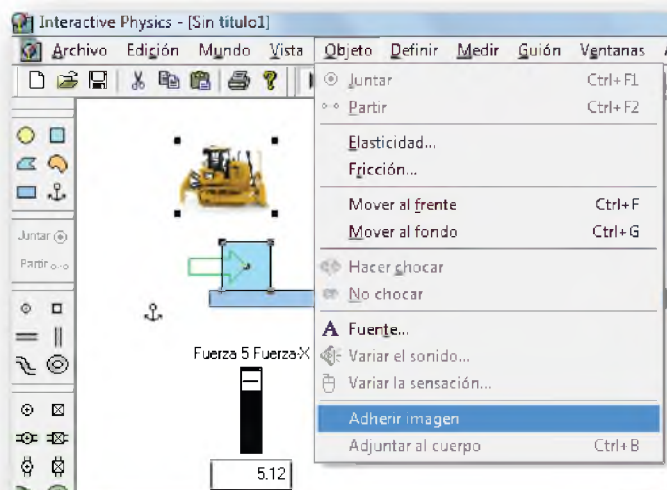 Interactive Physics - [Sin título1]
Archivo Edición Mundo Vista Objeto Definir Medir Guión Ventanas
Juntar Ctrl+F1
Partir Ctrl+F2
Elasticidad...
Fricción...
Mover al frente Ctrl+F
Mover al fondo Ctrl+G
Hacer chocar
No chocar
A Fuente...
Variar el sonido...
Variar la sensación...
Adherir imagen
Adjuntar al cuerpo Ctrl+B
Juntar
Partir
Fuerza 5 Fuerza-X
5.12